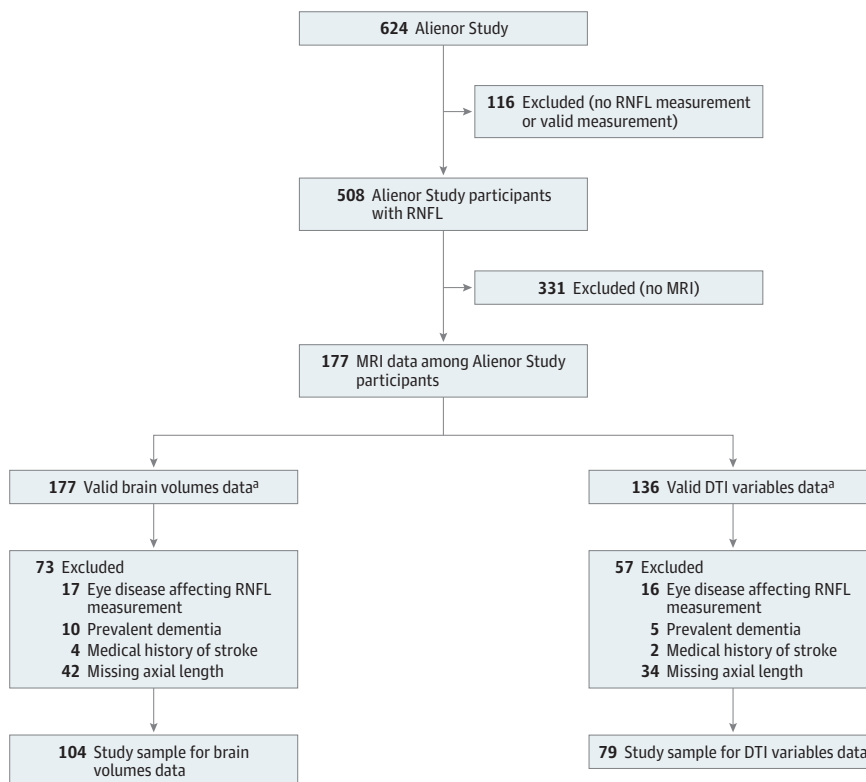 624 Alienor Study
116 Excluded (no RNFL measurement
or valid measurement)
508 Alienor Study participants
with RNFL
331 Excluded (no MRI)
177 MRI data among Alienor Study
participants
177 Valid brain volumes dataᵃ
136 Valid DTI variables dataᵃ
73 Excluded
17 Eye disease affecting RNFL
measurement
10 Prevalent dementia
4 Medical history of stroke
42 Missing axial length
57 Excluded
16 Eye disease affecting RNFL
measurement
5 Prevalent dementia
2 Medical history of stroke
34 Missing axial length
104 Study sample for brain
volumes data
79 Study sample for DTI variables data